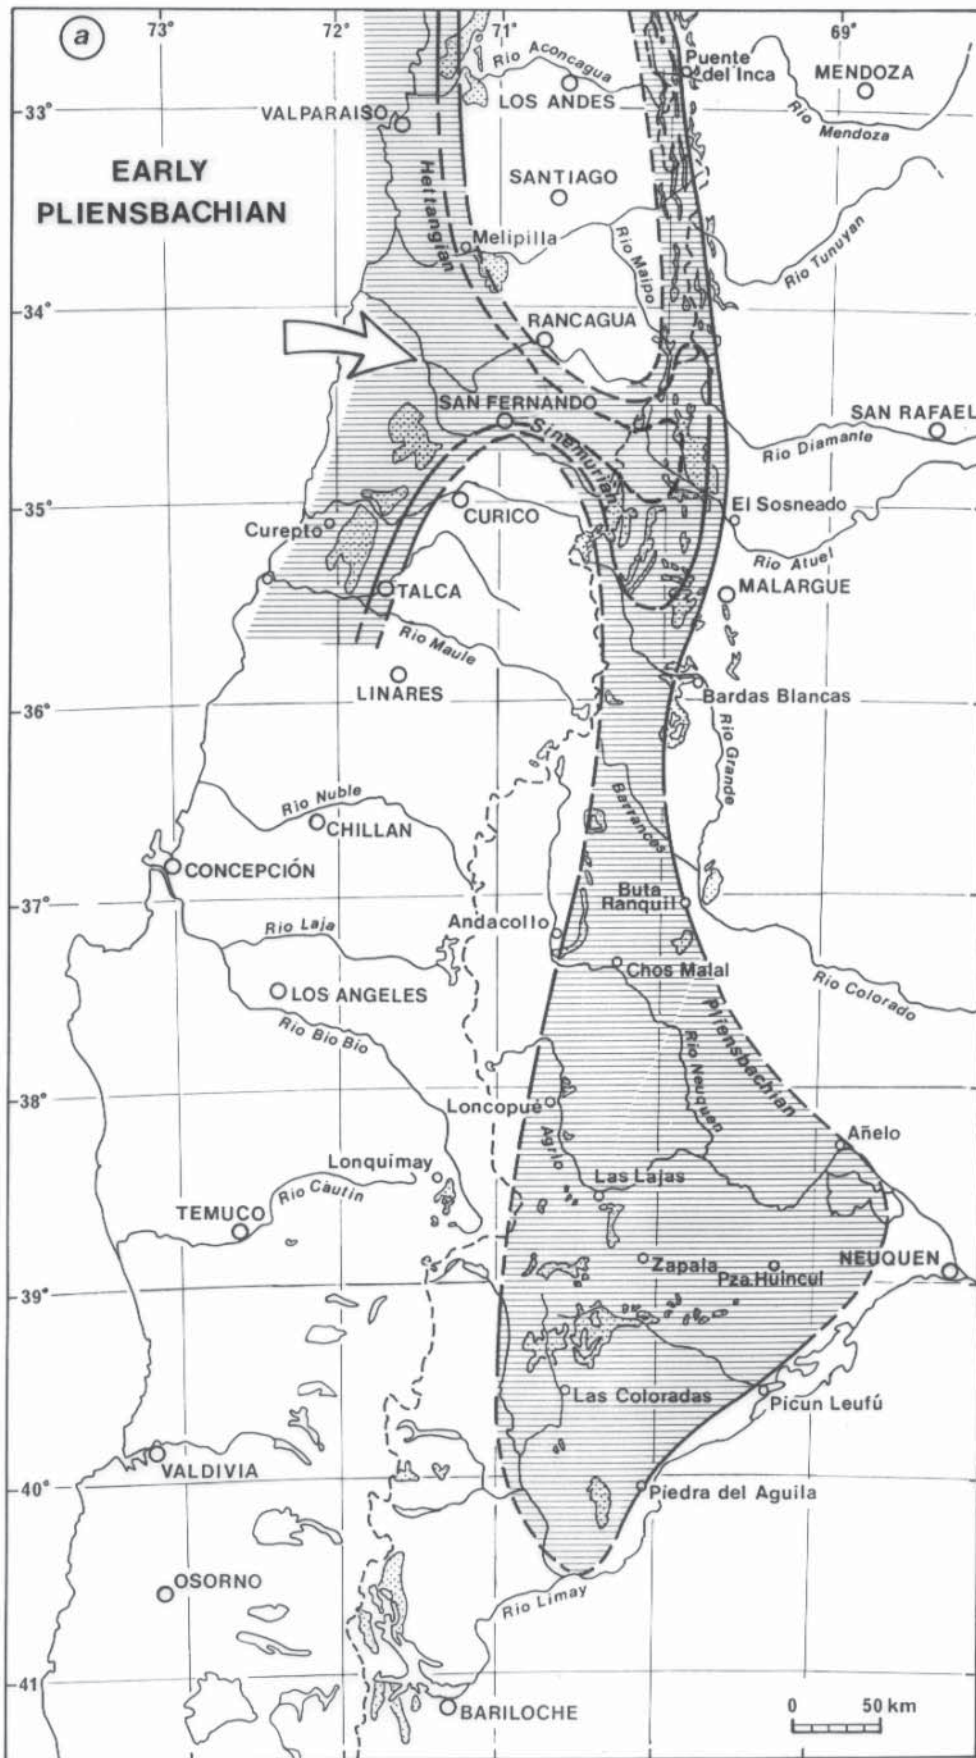 a
73°
71°
69°
Rio Aconcagua
Puente
del Inca
MENDOZA
LOS ANDES
-33°
VALPARAISO
Rio Mendoza
EARLY
PLIENSBACHIAN
Hettangian
SANTIAGO
Melipilla
Rio Maipo
Rio Tunuyan
-34°
RANCAGUA
SAN FERNANDO
SAN RAFAEL
Sinemurian
Rio Diamante
-35°
CURICO
El Sosneado
Curepto
Rio Atuel
TALCA
MALARGUE
Rio Maule
LINARES
Bardas Blancas
-36°
Rio Grande
Rio Nuble
Barrances
CHILLAN
CONCEPCIÓN
Buta
Ranquil
-37°
Andacollo
Rio Laja
Chos Malal
Rio Colorado
LOS ANGELES
Pliensbachian
Rio Bio Bio
Rio Neuquen
-38°
Loncopué
Agrio
Añelo
Lonquimay
Las Lajas
Rio Cautin
TEMUCO
Zapala
NEUQUEN
Pza.Huincul
-39°
Las Coloradas
Picun Leufú
VALDIVIA
-40°
Piedra del Aguila
OSORNO
Rio Limay
-41°
BARILOCHE
0 50 km
73°
72°
71°
69°